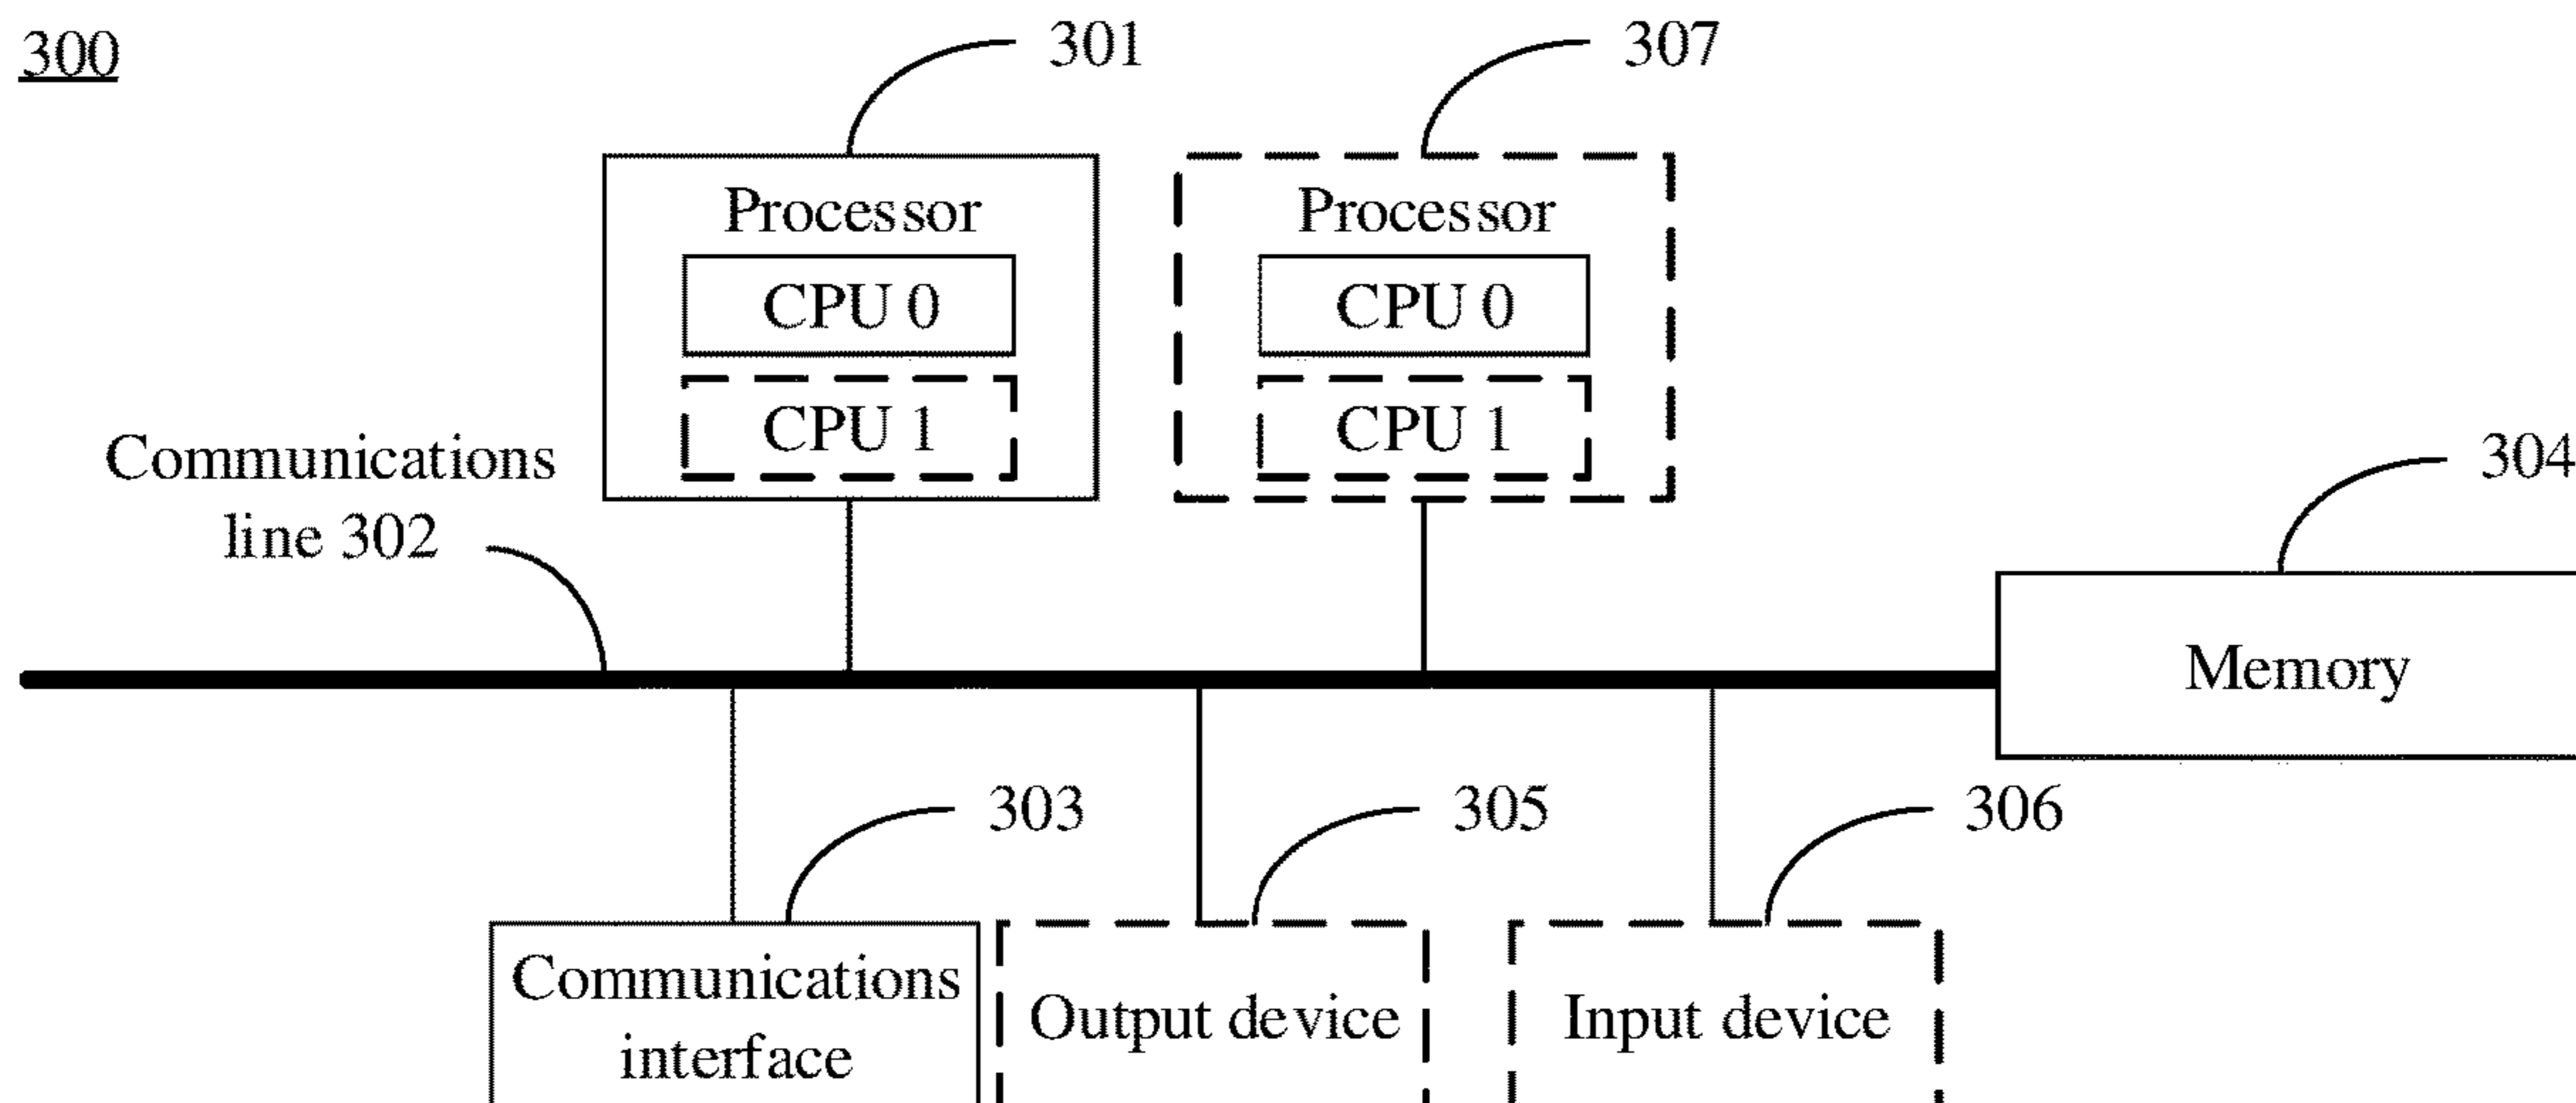 300
301
307
Processor
CPU 0
CPU 1
Processor
CPU 0
CPU 1
Communications
line 302
304
Memory
303
305
306
Communications
interface
Output device
Input device